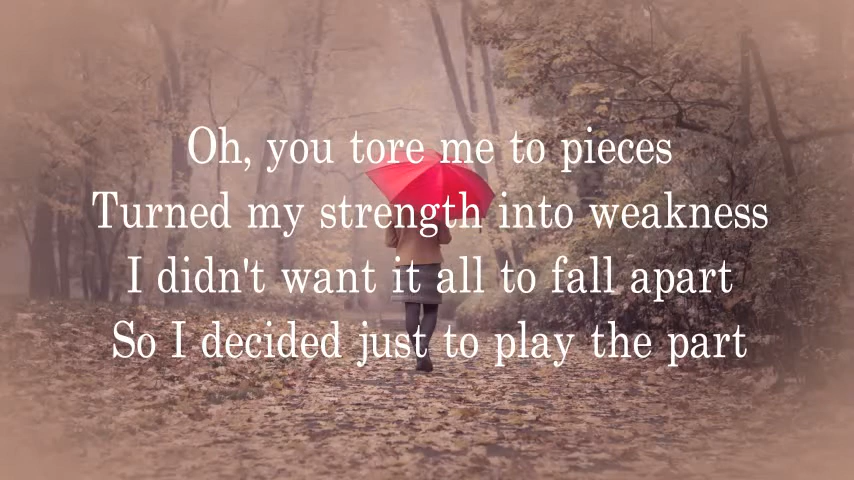 Oh, you tore me to pieces
Turned my strength into weakness
I didn't want it all to fall apart
So I decided just to play the part